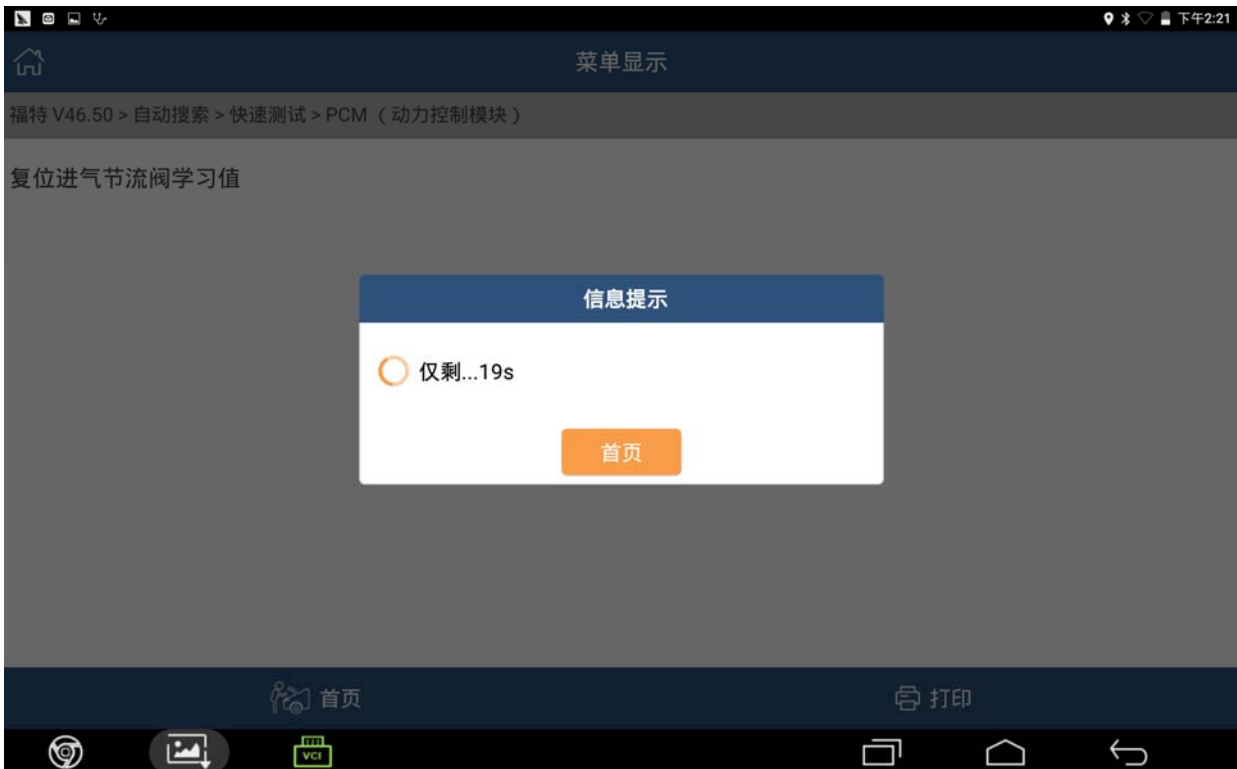 下午2:21
菜单显示
福特 V46.50 > 自动搜索 > 快速测试 > PCM （动力控制模块）
复位进气节流阀学习值
信息提示
仅剩...19s
首页
首页
打印
VCI